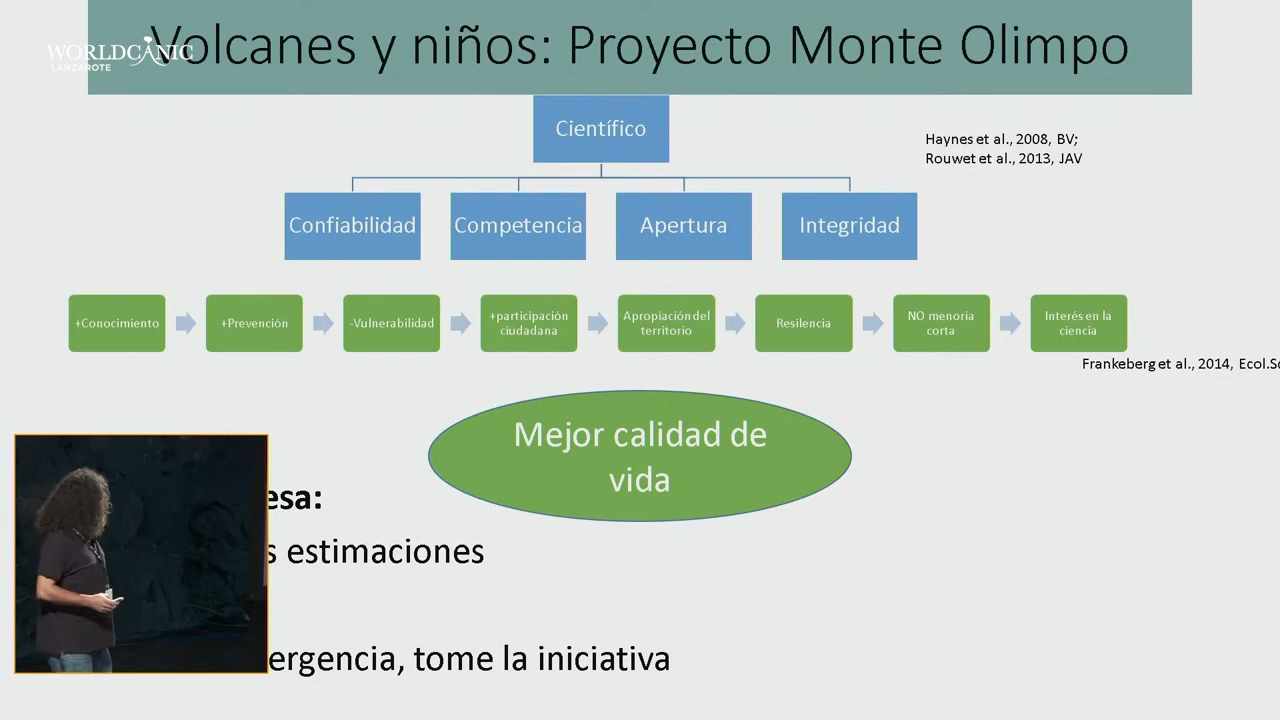 WORLDCANIC
LANZAROTE
Volcanes y niños: Proyecto Monte Olimpo
Científico
Haynes et al., 2008, BV;
Rouwet et al., 2013, JAV
Confiabilidad
Competencia
Apertura
Integridad
+Conocimiento
+Prevención
-Vulnerabilidad
+participación
ciudadana
Apropiación del
territorio
Resilencia
NO memoria
corta
Interés en la
ciencia
Frankeberg et al., 2014, Ecol.Sc
Mejor calidad de
vida
esa:
s estimaciones
ergencia, tome la iniciativa